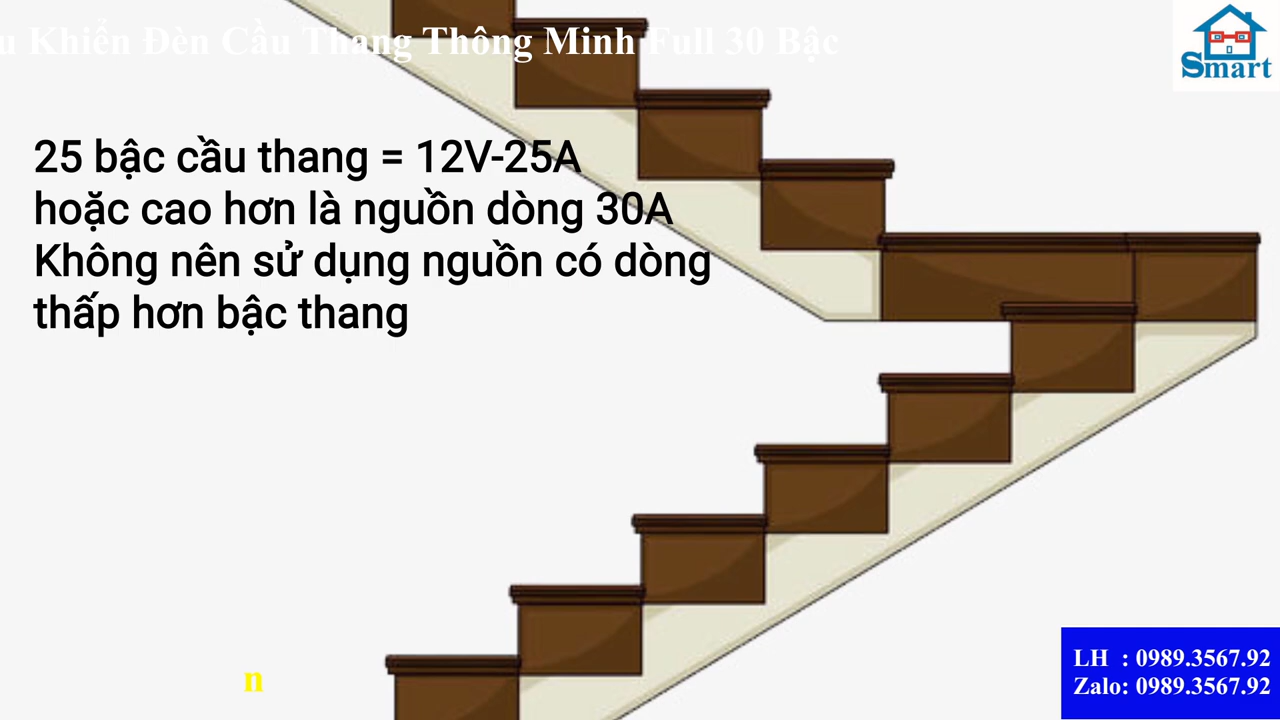 u Khiển Đèn Cầu Thang Thông Minh Full 30 Bậc
Smart
25 bậc cầu thang = 12V-25A
hoặc cao hơn là nguồn dòng 30A
Không nên sử dụng nguồn có dòng
thấp hơn bậc thang
n
LH : 0989.3567.92
Zalo: 0989.3567.92